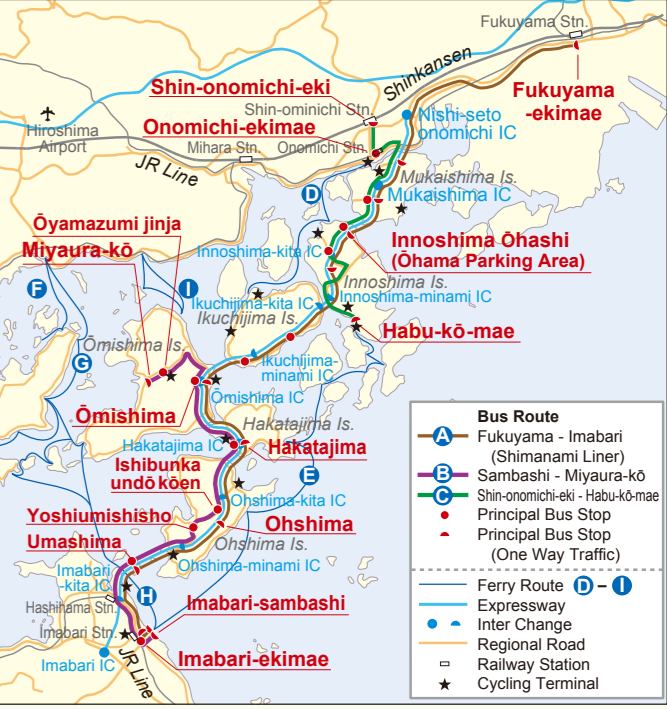 Fukuyama Stn.
Shinkansen
Shin-onomichi-eki
Fukuyama
-ekimae
Shin-ominichi Stn.
Nishi-seto
onomichi IC
Onomichi-ekimae
Hiroshima
Airport
Mihara Stn.
Onomichi Stn.
JR Line
Mukaishima Is.
D
Mukaishima IC
Ōyamazumi jinja
Miyaura-kō
Innoshima-kita IC
Innoshima Ōhashi
(Ōhama Parking Area)
F
I
Innoshima Is.
Ikuchijima-kita IC
Innoshima-minami IC
Ikuchijima Is.
Habu-kō-mae
Ōmishima Is.
G
Ikuchijima-
minami IC
Ōmishima IC
Ōmishima
Hakatajima Is.
Hakatajima IC
Hakatajima
Ishibunka
undō kōen
E
Ohshima-kita IC
Yoshiumishisho
Ohshima
Umashima
Ohshima Is.
Ohshima-minami IC
Imabari
-kita IC
H
Hashihama Stn.
Imabari-sambashi
Imabari Stn.
Imabari-ekimae
Imabari IC
JR Line
Bus Route
A Fukuyama - Imabari
(Shimanami Liner)
B Sambashi - Miyaura-kō
C Shin-onomichi-eki - Habu-kō-mae
Principal Bus Stop
Principal Bus Stop
(One Way Traffic)
Ferry Route D – I
Expressway
Inter Change
Regional Road
Railway Station
Cycling Terminal